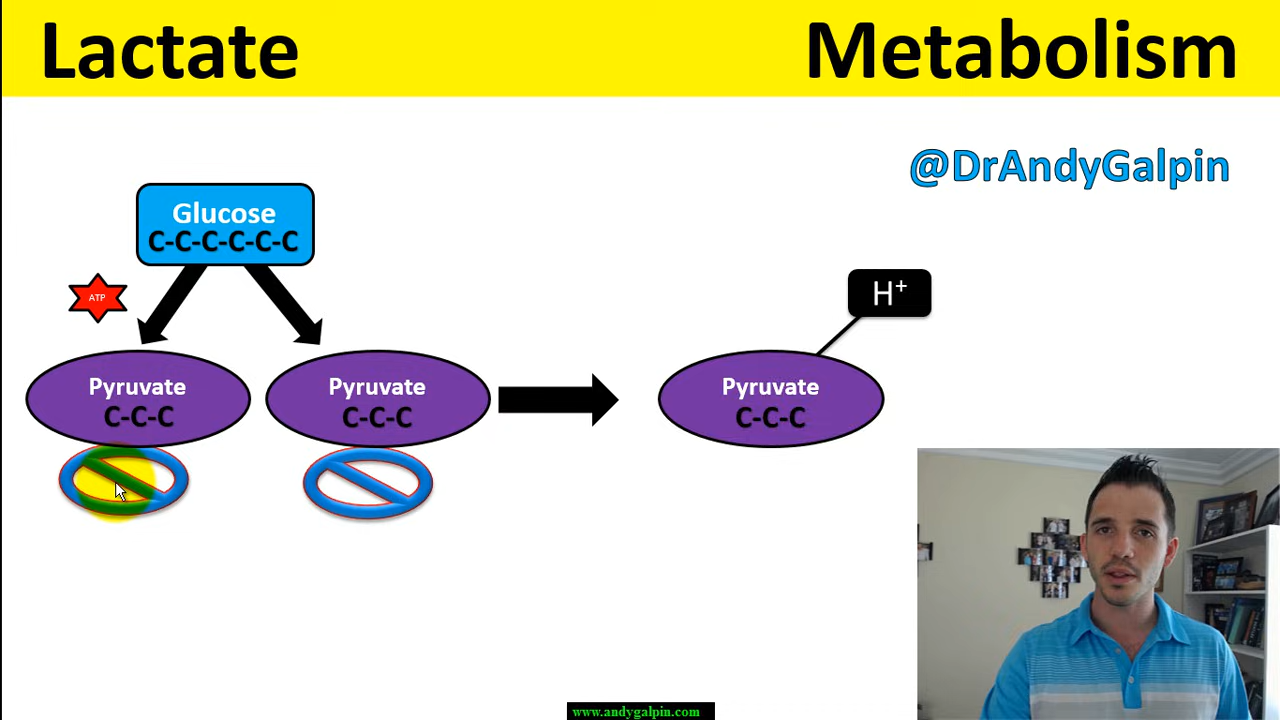 Lactate Metabolism
@DrAndyGalpin
Glucose
C-C-C-C-C-C
ATP
H+
Pyruvate
C-C-C
Pyruvate
C-C-C
Pyruvate
C-C-C
www.andygalpin.com